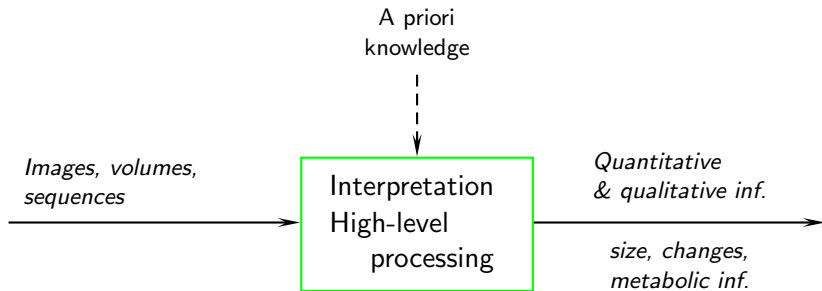 A priori
knowledge
Images, volumes,
sequences
Interpretation
High-level
processing
Quantitative
& qualitative inf.
size, changes,
metabolic inf.